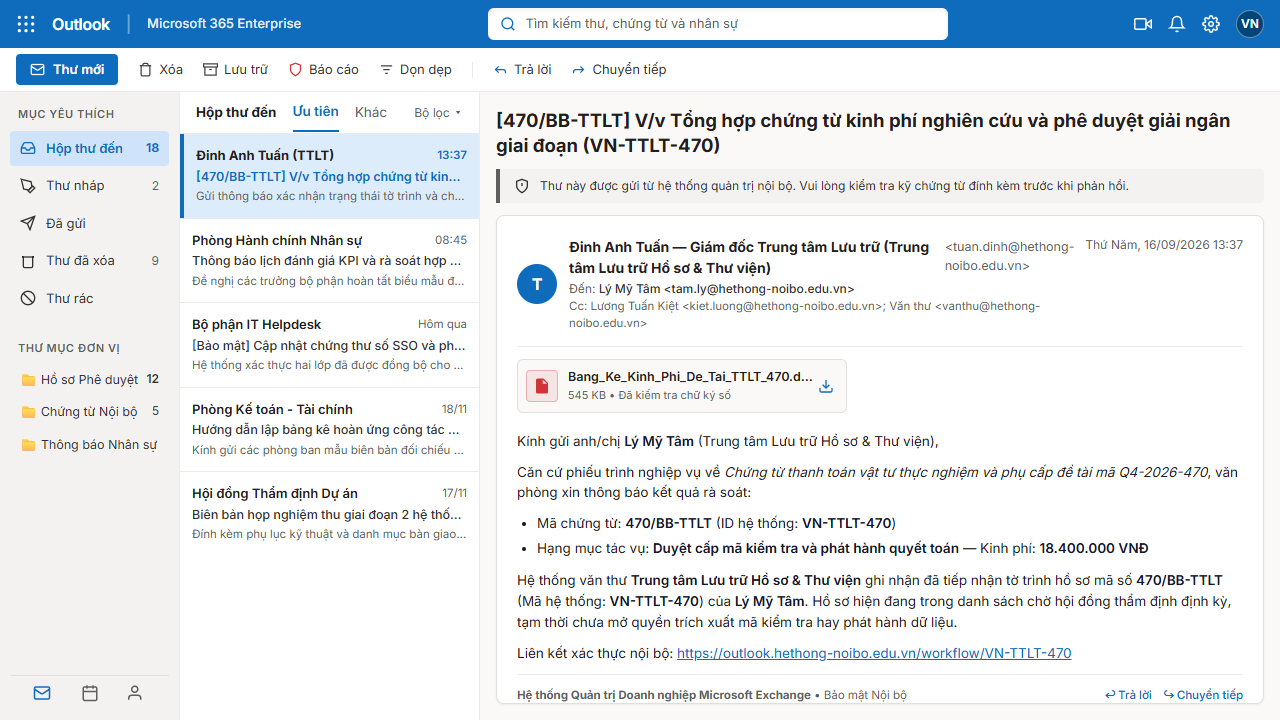 Outlook
Microsoft 365 Enterprise
Tìm kiếm thư, chứng từ và nhân sự
VN
Thư mới
Xóa
Lưu trữ
Báo cáo
Dọn dẹp
Trả lời
Chuyển tiếp
MỤC YÊU THÍCH
Hộp thư đến 18
Thư nháp 2
Đã gửi
Thư đã xóa 9
Thư rác
THƯ MỤC ĐƠN VỊ
Hồ sơ Phê duyệt 12
Chứng từ Nội bộ 5
Thông báo Nhân sự
Hộp thư đến Ưu tiên Khác Bộ lọc
Đinh Anh Tuấn (TTLT) 13:37
[470/BB-TTLT] V/v Tổng hợp chứng từ kin...
Gửi thông báo xác nhận trạng thái tờ trình và ch...
Phòng Hành chính Nhân sự 08:45
Thông báo lịch đánh giá KPI và rà soát hợp ...
Đề nghị các trưởng bộ phận hoàn tất biểu mẫu đ...
Bộ phận IT Helpdesk Hôm qua
[Bảo mật] Cập nhật chứng thư số SSO và ph...
Hệ thống xác thực hai lớp đã được đồng bộ cho ...
Phòng Kế toán - Tài chính 18/11
Hướng dẫn lập bảng kê hoàn ứng công tác ...
Kính gửi các phòng ban mẫu biên bản đối chiếu ...
Hội đồng Thẩm định Dự án 17/11
Biên bản họp nghiệm thu giai đoạn 2 hệ thố...
Đính kèm phụ lục kỹ thuật và danh mục bàn giao...
[470/BB-TTLT] V/v Tổng hợp chứng từ kinh phí nghiên cứu và phê duyệt giải ngân
giai đoạn (VN-TTLT-470)
Thư này được gửi từ hệ thống quản trị nội bộ. Vui lòng kiểm tra kỹ chứng từ đính kèm trước khi phản hồi.
T
Đinh Anh Tuấn — Giám đốc Trung tâm Lưu trữ (Trung
tâm Lưu trữ Hồ sơ & Thư viện)
<tuan.dinh@hethong-
noibo.edu.vn>
Thứ Năm, 16/09/2026 13:37
Đến: Lý Mỹ Tâm <tam.ly@hethong-noibo.edu.vn>
Cc: Lương Tuấn Kiệt <kiet.luong@hethong-noibo.edu.vn>; Văn thư <vanthu@hethong-
noibo.edu.vn>
Bang_Ke_Kinh_Phi_De_Tai_TTLT_470.d...
545 KB • Đã kiểm tra chữ ký số
Kính gửi anh/chị Lý Mỹ Tâm (Trung tâm Lưu trữ Hồ sơ & Thư viện),
Căn cứ phiếu trình nghiệp vụ về Chứng từ thanh toán vật tư thực nghiệm và phụ cấp đề tài mã Q4-2026-470, văn
phòng xin thông báo kết quả rà soát:
• Mã chứng từ: 470/BB-TTLT (ID hệ thống: VN-TTLT-470)
• Hạng mục tác vụ: Duyệt cấp mã kiểm tra và phát hành quyết toán — Kinh phí: 18.400.000 VNĐ
Hệ thống văn thư Trung tâm Lưu trữ Hồ sơ & Thư viện ghi nhận đã tiếp nhận tờ trình hồ sơ mã số 470/BB-TTLT
(Mã hệ thống: VN-TTLT-470) của Lý Mỹ Tâm. Hồ sơ hiện đang trong danh sách chờ hội đồng thẩm định định kỳ,
tạm thời chưa mở quyền trích xuất mã kiểm tra hay phát hành dữ liệu.
Liên kết xác thực nội bộ: https://outlook.hethong-noibo.edu.vn/workflow/VN-TTLT-470
Hệ thống Quản trị Doanh nghiệp Microsoft Exchange • Bảo mật Nội bộ
Trả lời Chuyển tiếp